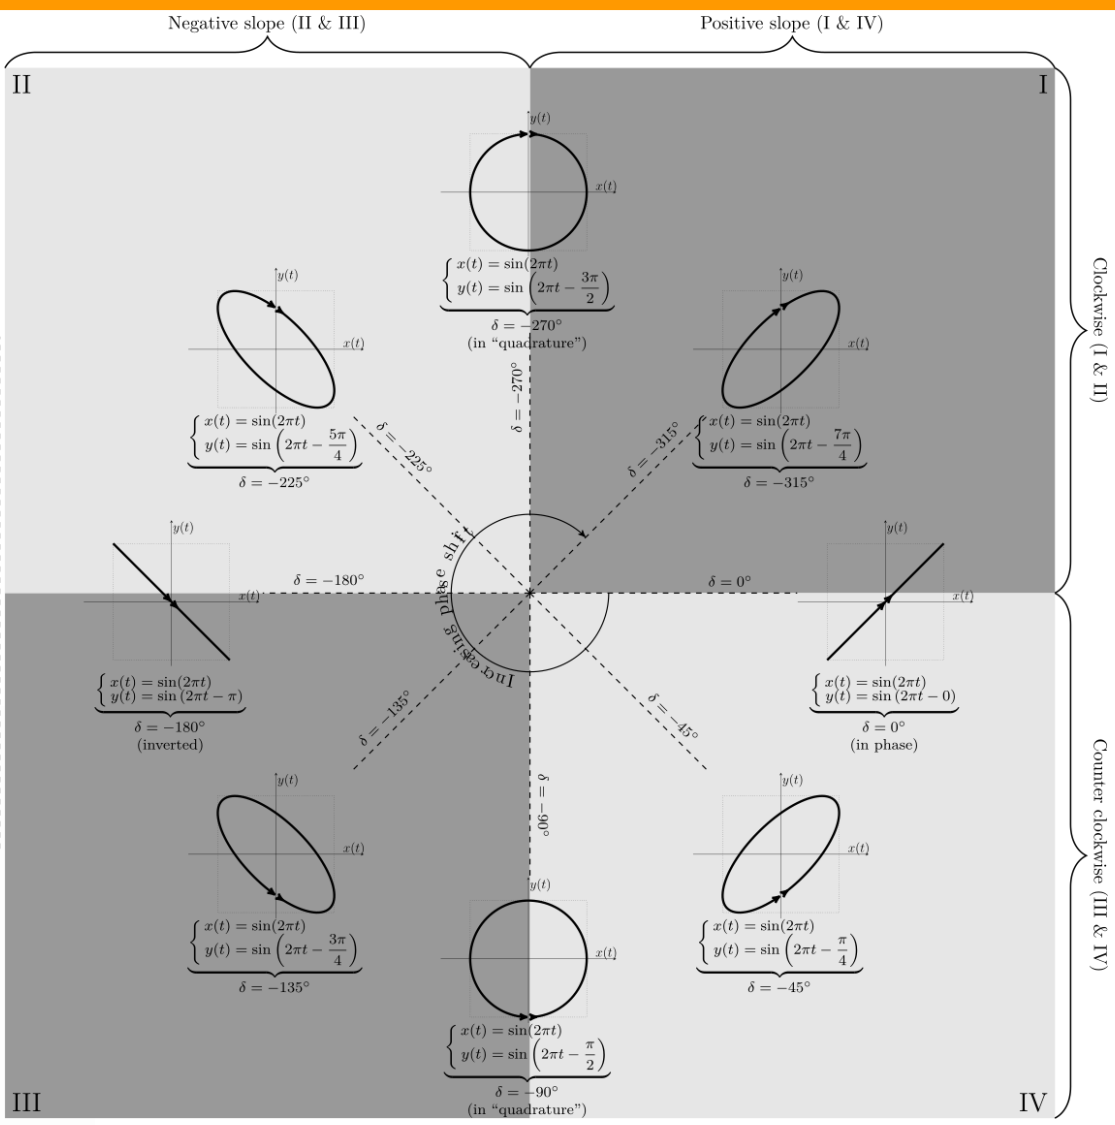 Negative slope (II & III)
Positive slope (I & IV)
II
I
Clockwise (I & II)
y(t)
x(t)
{ x(t) = sin(2πt)
y(t) = sin (2πt − 3π/2)
δ = −270°
(in “quadrature”)
y(t)
x(t)
{ x(t) = sin(2πt)
y(t) = sin (2πt − 5π/4)
δ = −225°
y(t)
x(t)
{ x(t) = sin(2πt)
y(t) = sin (2πt − 7π/4)
δ = −315°
δ = −270°
δ = −225°
δ = −315°
Increasing phase shift
δ = −180°
δ = 0°
y(t)
x(t)
{ x(t) = sin(2πt)
y(t) = sin (2πt − π)
δ = −180°
(inverted)
y(t)
x(t)
{ x(t) = sin(2πt)
y(t) = sin (2πt − 0)
δ = 0°
(in phase)
δ = −135°
δ = −45°
δ = −90°
Counter clockwise (III & IV)
y(t)
x(t)
{ x(t) = sin(2πt)
y(t) = sin (2πt − 3π/4)
δ = −135°
y(t)
x(t)
{ x(t) = sin(2πt)
y(t) = sin (2πt − π/4)
δ = −45°
y(t)
x(t)
{ x(t) = sin(2πt)
y(t) = sin (2πt − π/2)
δ = −90°
(in “quadrature”)
III
IV